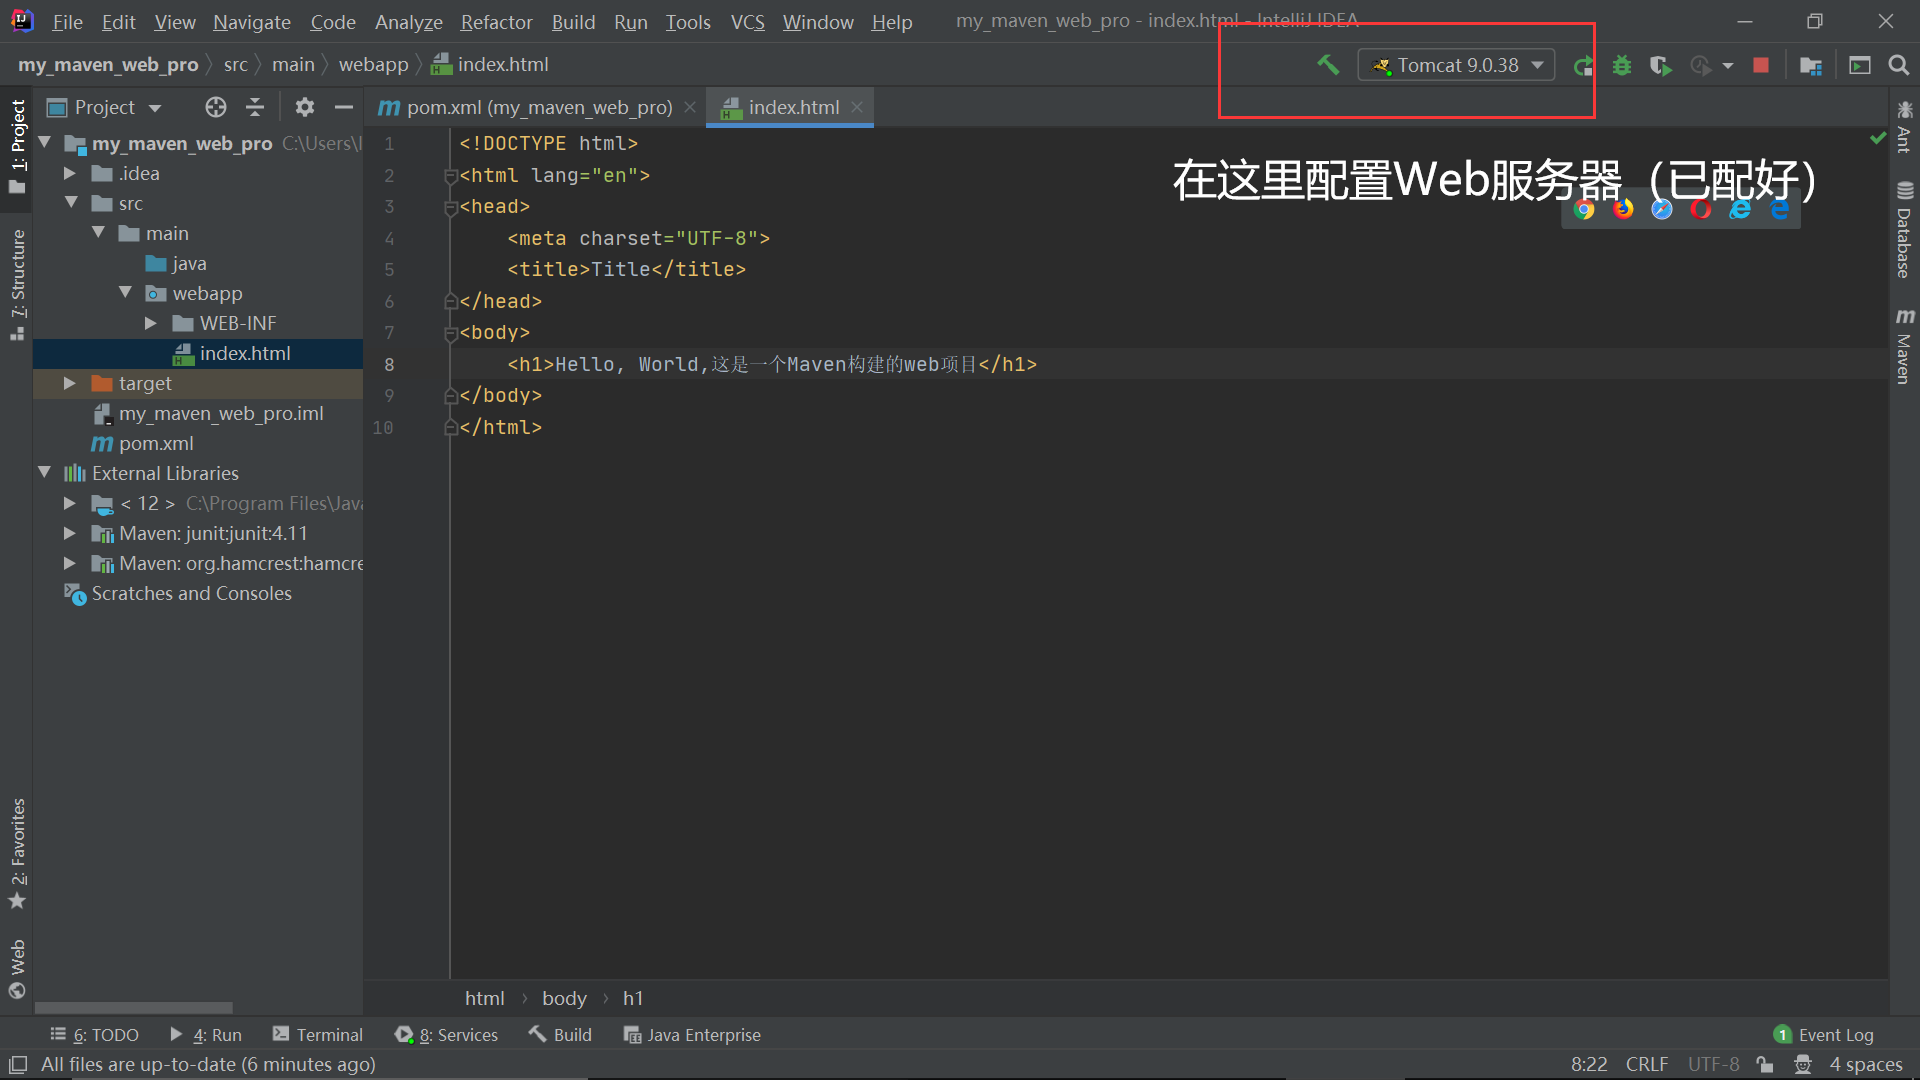 File Edit View Navigate Code Analyze Refactor Build Run Tools VCS Window Help my_maven_web_pro - index.html - IntelliJ IDEA
my_maven_web_pro src main webapp index.html Tomcat 9.0.38
1: Project
Project
pom.xml (my_maven_web_pro) index.html
my_maven_web_pro C:\Users\
.idea
src
main
java
webapp
WEB-INF
index.html
target
my_maven_web_pro.iml
pom.xml
External Libraries
< 12 > C:\Program Files\Java
Maven: junit:junit:4.11
Maven: org.hamcrest:hamcre
Scratches and Consoles
7: Structure
2: Favorites
Web
1 <!DOCTYPE html>
2 <html lang="en">
3 <head>
4 <meta charset="UTF-8">
5 <title>Title</title>
6 </head>
7 <body>
8 <h1>Hello, World,这是一个Maven构建的web项目</h1>
9 </body>
10 </html>
在这里配置Web服务器（已配好）
Ant
Database
m Maven
html body h1
6: TODO 4: Run Terminal 8: Services Build Java Enterprise 1 Event Log
All files are up-to-date (6 minutes ago) 8:22 CRLF UTF-8 4 spaces